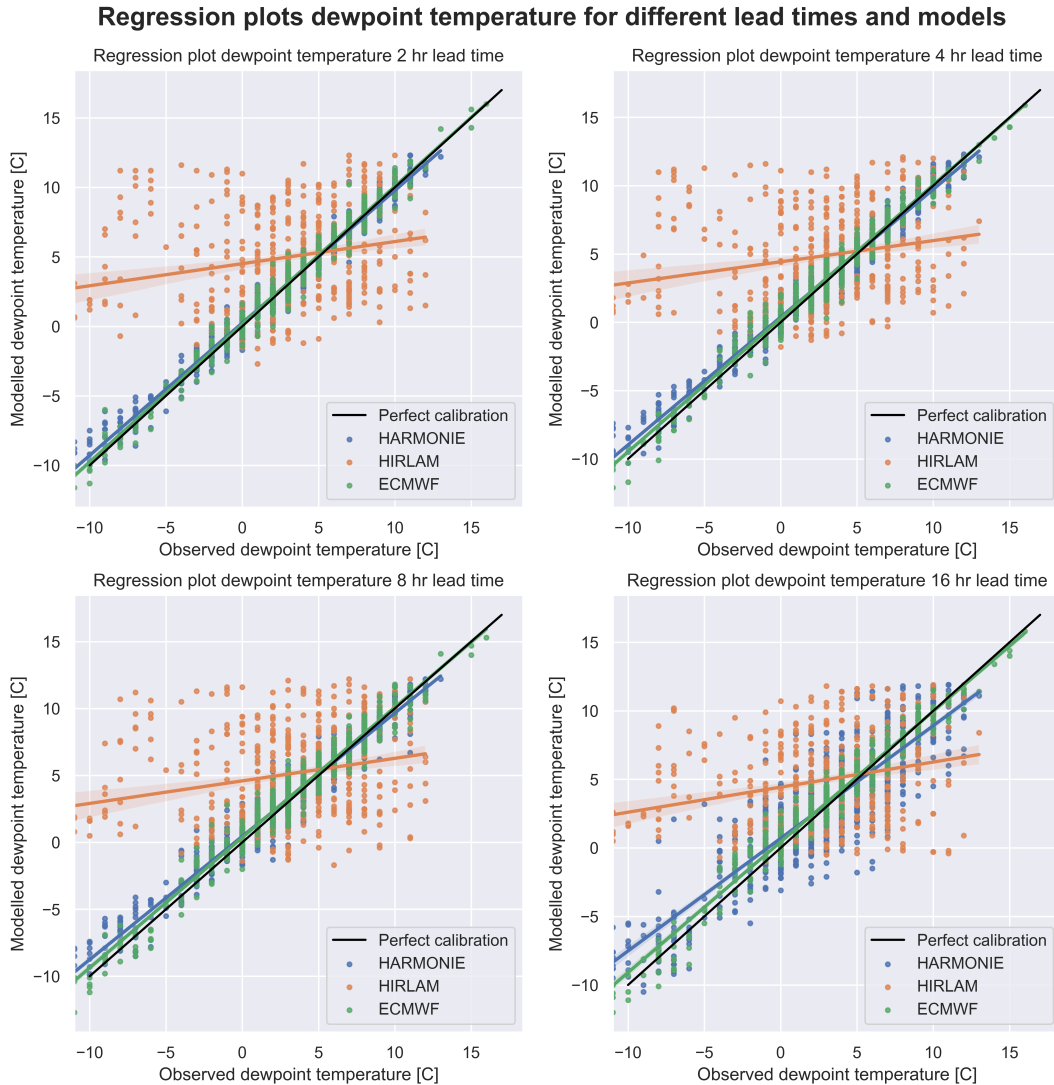 Regression plots dewpoint temperature for different lead times and models
Regression plot dewpoint temperature 2 hr lead time
15
10
5
0
−5
−10
Modelled dewpoint temperature [C]
Perfect calibration
HARMONIE
HIRLAM
ECMWF
−10 −5 0 5 10 15
Observed dewpoint temperature [C]
Regression plot dewpoint temperature 4 hr lead time
15
10
5
0
−5
−10
Modelled dewpoint temperature [C]
Perfect calibration
HARMONIE
HIRLAM
ECMWF
−10 −5 0 5 10 15
Observed dewpoint temperature [C]
Regression plot dewpoint temperature 8 hr lead time
15
10
5
0
−5
−10
Modelled dewpoint temperature [C]
Perfect calibration
HARMONIE
HIRLAM
ECMWF
−10 −5 0 5 10 15
Observed dewpoint temperature [C]
Regression plot dewpoint temperature 16 hr lead time
15
10
5
0
−5
−10
Modelled dewpoint temperature [C]
Perfect calibration
HARMONIE
HIRLAM
ECMWF
−10 −5 0 5 10 15
Observed dewpoint temperature [C]